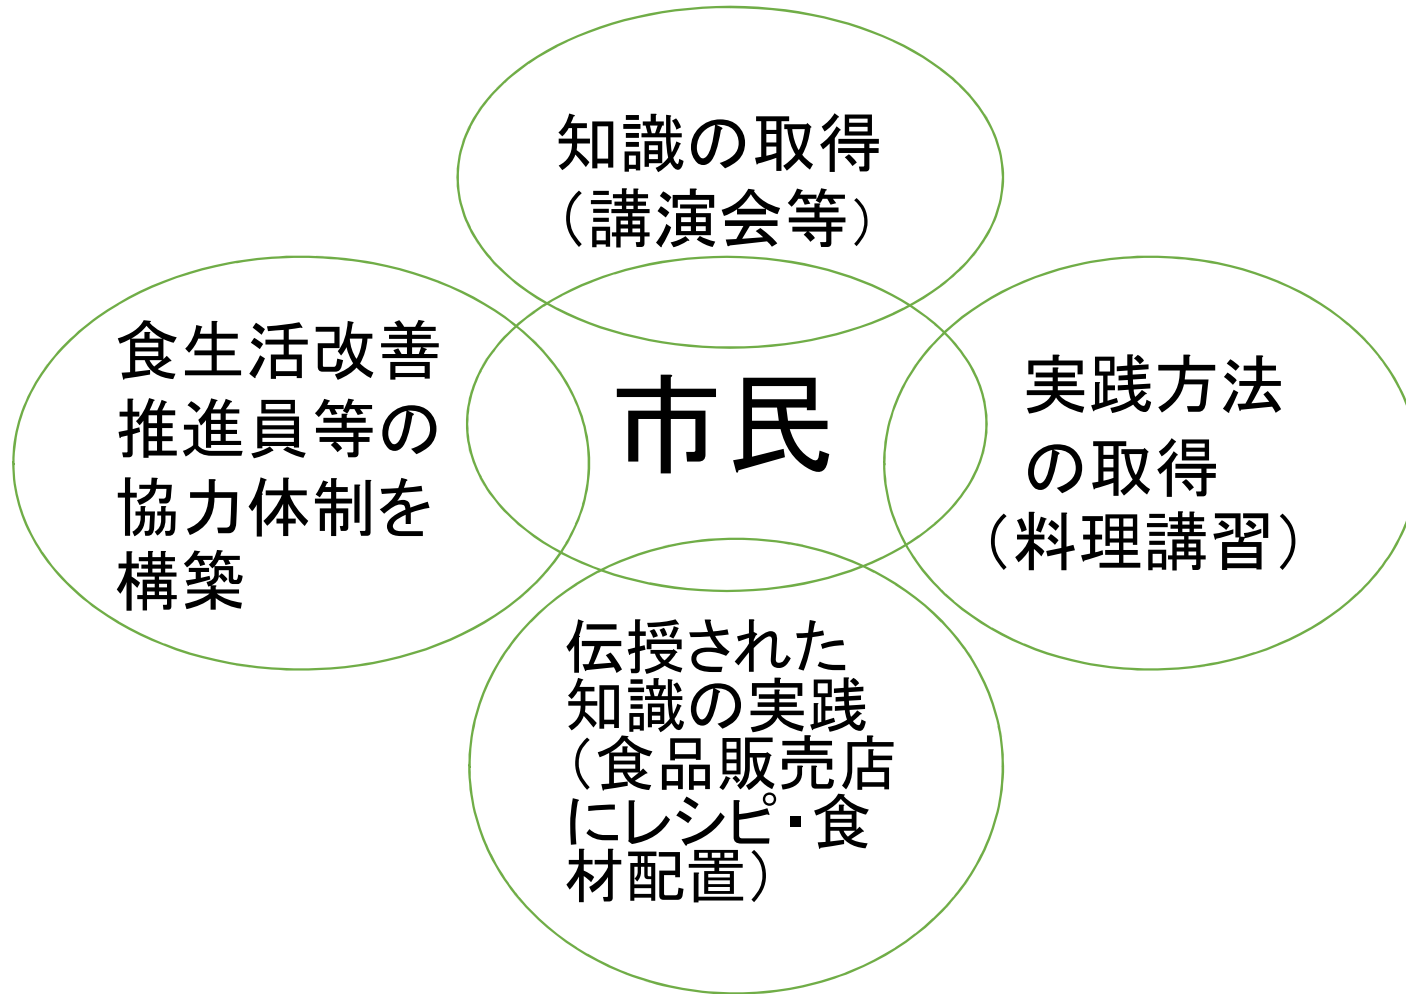 知識の取得
（講演会等）
食生活改善
推進員等の
協力体制を
構築
市民
実践方法
の取得
（料理講習）
伝授された
知識の実践
（食品販売店
にレシピ・食
材配置）